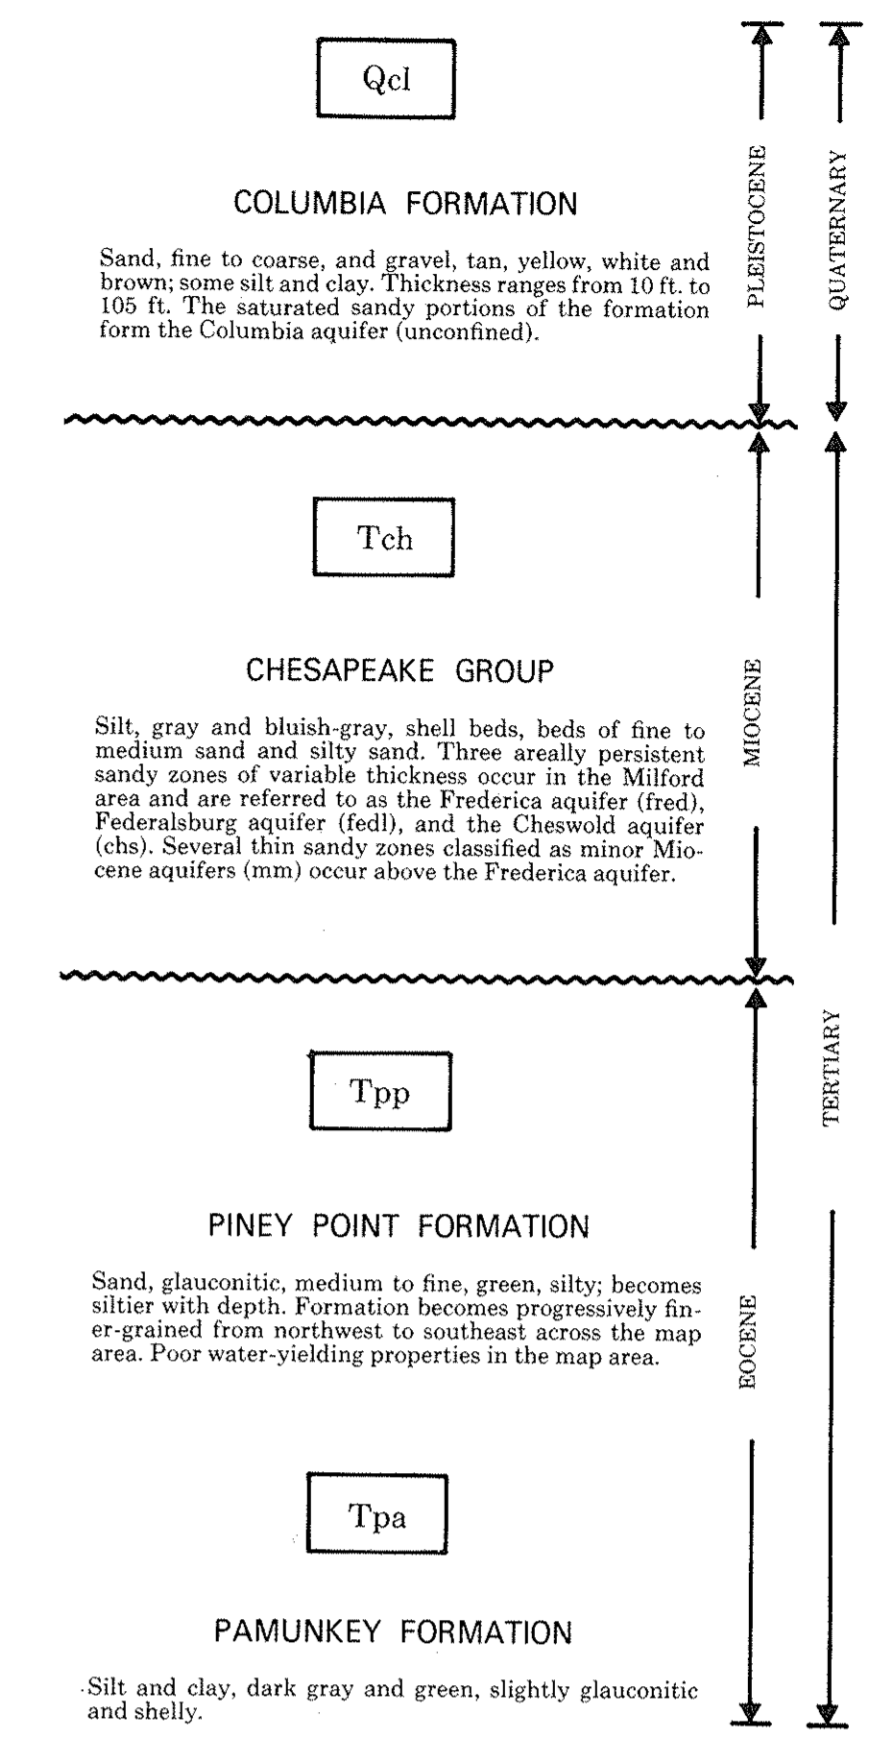 Qcl
COLUMBIA FORMATION
Sand, fine to coarse, and gravel, tan, yellow, white and
brown; some silt and clay. Thickness ranges from 10 ft. to
105 ft. The saturated sandy portions of the formation
form the Columbia aquifer (unconfined).
PLEISTOCENE
QUATERNARY
Tch
CHESAPEAKE GROUP
Silt, gray and bluish-gray, shell beds, beds of fine to
medium sand and silty sand. Three areally persistent
sandy zones of variable thickness occur in the Milford
area and are referred to as the Frederica aquifer (fred),
Federalsburg aquifer (fedl), and the Cheswold aquifer
(chs). Several thin sandy zones classified as minor Mio-
cene aquifers (mm) occur above the Frederica aquifer.
MIOCENE
TERTIARY
Tpp
PINEY POINT FORMATION
Sand, glauconitic, medium to fine, green, silty; becomes
siltier with depth. Formation becomes progressively fin-
er-grained from northwest to southeast across the map
area. Poor water-yielding properties in the map area.
EOCENE
Tpa
PAMUNKEY FORMATION
Silt and clay, dark gray and green, slightly glauconitic
and shelly.